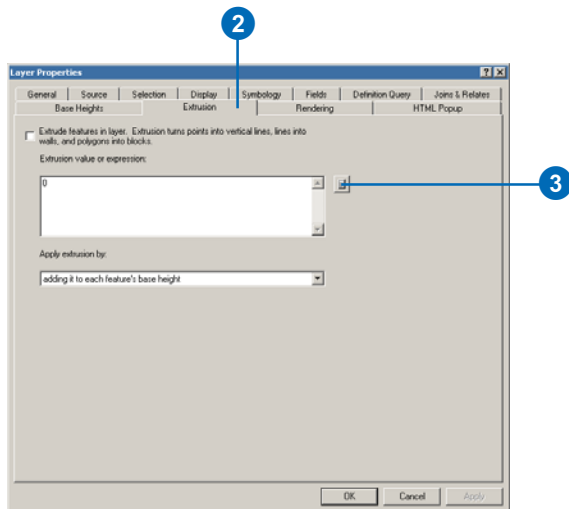 2
Layer Properties
General Source Selection Display Symbology Fields Definition Query Joins & Relates
Base Heights Extrusion Rendering HTML Popup
Extrude features in layer. Extrusion turns points into vertical lines, lines into
walls, and polygons into blocks.
Extrusion value or expression:
0
3
Apply extrusion by:
adding it to each feature's base height
OK Cancel Apply